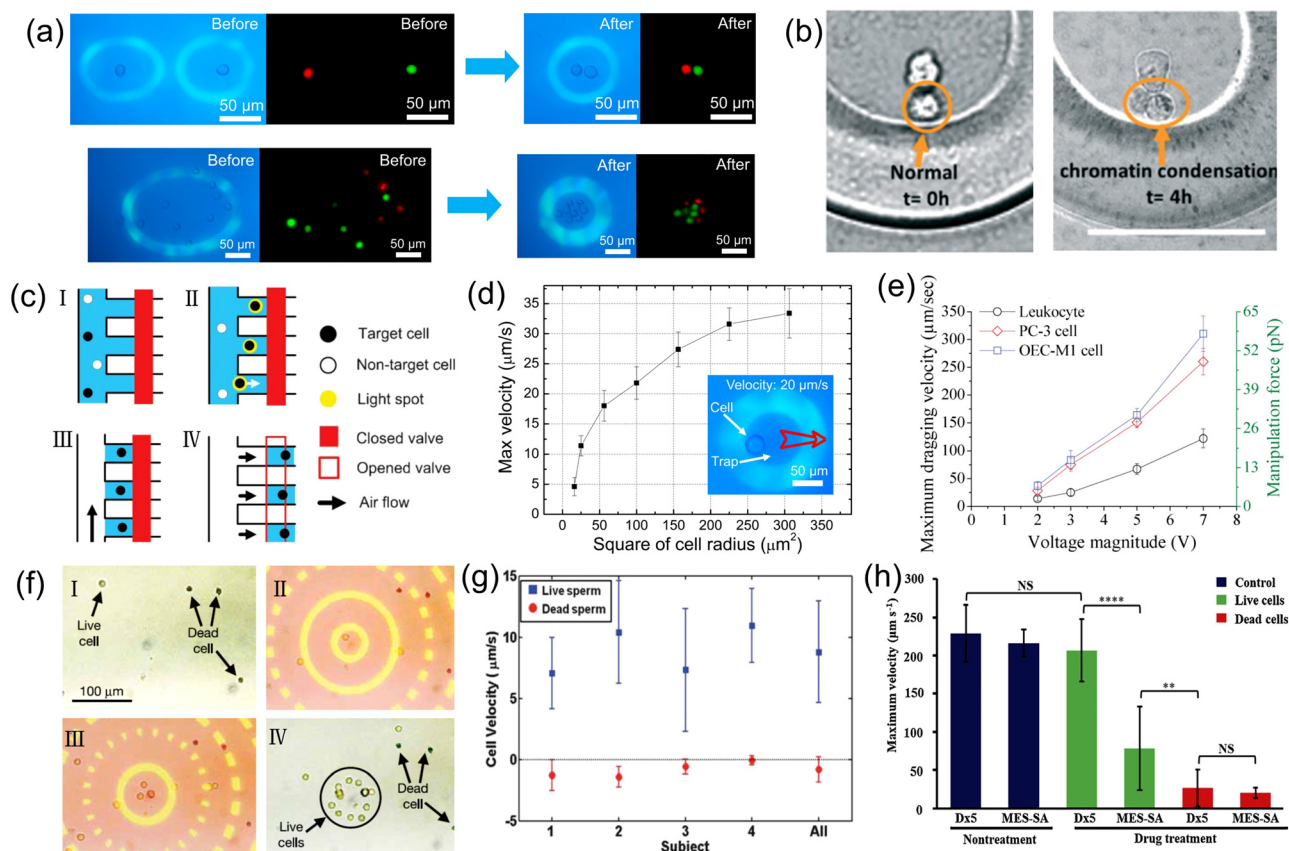 (a)
Before
Before
After
After
50 μm
50 μm
50 μm
50 μm
Before
Before
After
After
50 μm
50 μm
50 μm
50 μm
(b)
Normal
t= 0h
chromatin condensation
t= 4h
(c)
I
II
III
IV
Target cell
Non-target cell
Light spot
Closed valve
Opened valve
Air flow
(d)
Max velocity (μm/s)
35
30
25
20
15
10
5
0
0 50 100 150 200 250 300 350
Square of cell radius (μm²)
Velocity: 20 μm/s
Cell
Trap
50 μm
(e)
Maximum dragging velocity (μm/sec)
350
300
250
200
150
100
50
0
Leukocyte
PC-3 cell
OEC-M1 cell
65
52
39
26
13
0
Manipulation force (pN)
0 1 2 3 4 5 6 7 8
Voltage magnitude (V)
(f)
I
Live
cell
Dead
cell
100 μm
II
III
IV
Dead
cell
Live
cells
(g)
Cell Velocity (μm/s)
15
10
5
0
-5
Live sperm
Dead sperm
1 2 3 4 All
Subject
(h)
Maximum velocity (μm s⁻¹)
300
250
200
150
100
50
0
NS
****
**
NS
Control
Live cells
Dead cells
Dx5 MES-SA Dx5 MES-SA Dx5 MES-SA
Nontreatment Drug treatment